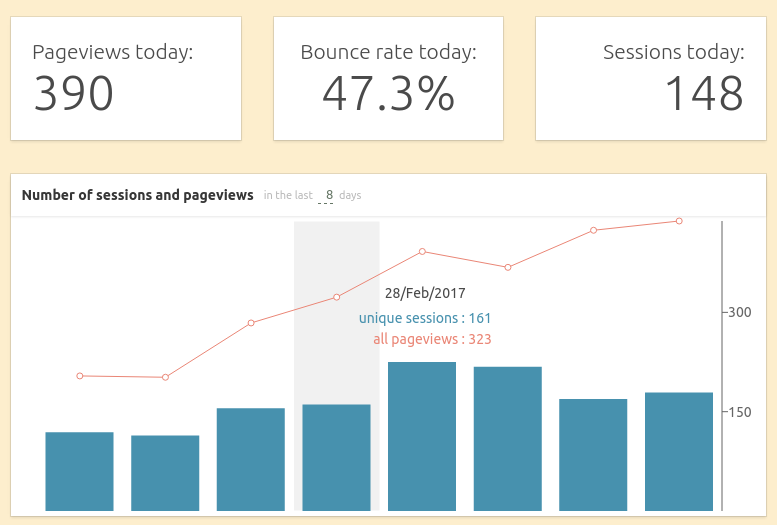 Pageviews today:
390
Bounce rate today:
47.3%
Sessions today:
148
Number of sessions and pageviews in the last 8 days
28/Feb/2017
unique sessions : 161
all pageviews : 323
300
150